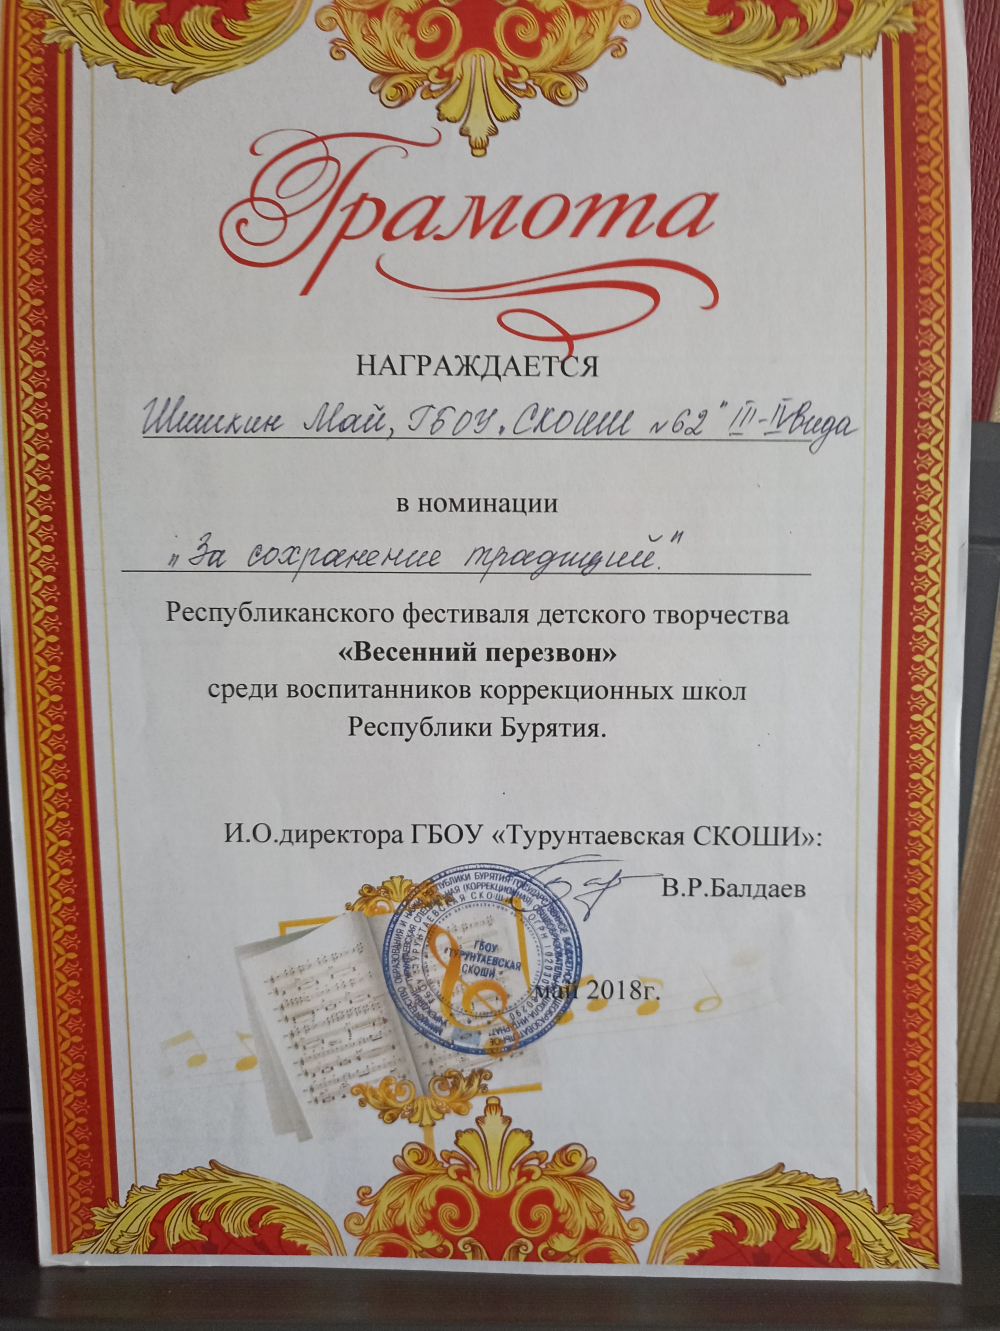 Грамота
НАГРАЖДАЕТСЯ
Шишкин Май, ГБОУ "СКОШИ №62" III-IV вида
в номинации
"За сохранение традиций."
Республиканского фестиваля детского творчества
«Весенний перезвон»
среди воспитанников коррекционных школ
Республики Бурятия.
И.О.директора ГБОУ «Турунтаевская СКОШИ»:
В.Р.Балдаев
ГБОУ
"ТУРУНТАЕВСКАЯ
СКОШИ"
май 2018г.